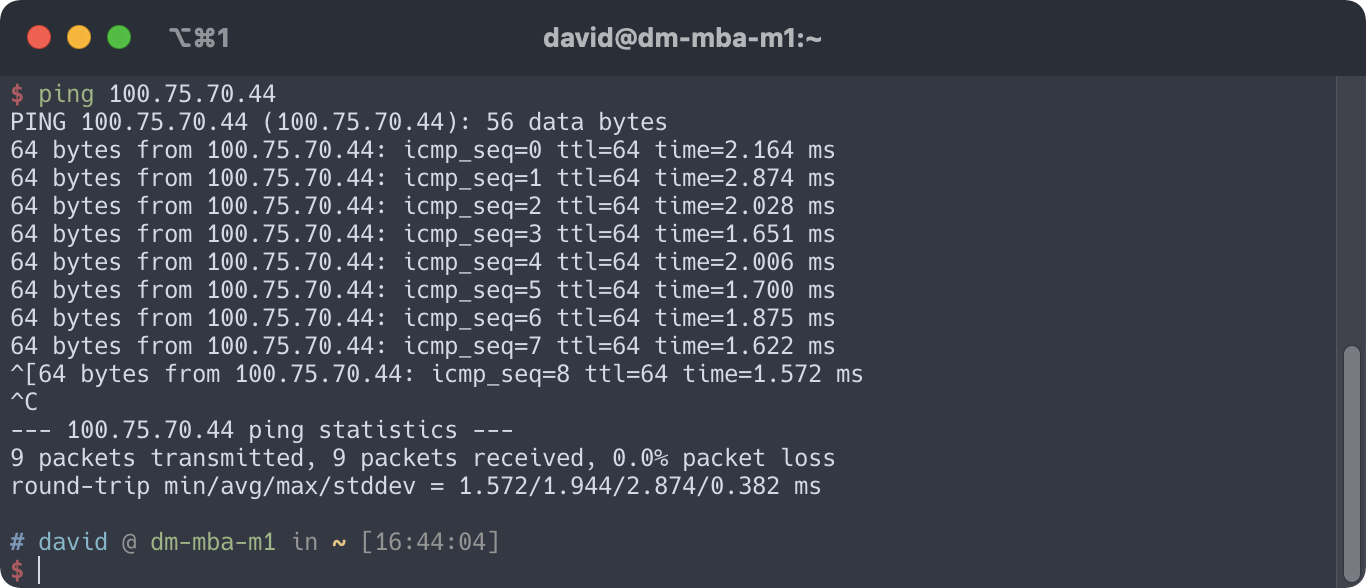 ⌥⌘1 david@dm-mba-m1:~
$ ping 100.75.70.44
PING 100.75.70.44 (100.75.70.44): 56 data bytes
64 bytes from 100.75.70.44: icmp_seq=0 ttl=64 time=2.164 ms
64 bytes from 100.75.70.44: icmp_seq=1 ttl=64 time=2.874 ms
64 bytes from 100.75.70.44: icmp_seq=2 ttl=64 time=2.028 ms
64 bytes from 100.75.70.44: icmp_seq=3 ttl=64 time=1.651 ms
64 bytes from 100.75.70.44: icmp_seq=4 ttl=64 time=2.006 ms
64 bytes from 100.75.70.44: icmp_seq=5 ttl=64 time=1.700 ms
64 bytes from 100.75.70.44: icmp_seq=6 ttl=64 time=1.875 ms
64 bytes from 100.75.70.44: icmp_seq=7 ttl=64 time=1.622 ms
^[64 bytes from 100.75.70.44: icmp_seq=8 ttl=64 time=1.572 ms
^C
--- 100.75.70.44 ping statistics ---
9 packets transmitted, 9 packets received, 0.0% packet loss
round-trip min/avg/max/stddev = 1.572/1.944/2.874/0.382 ms
# david @ dm-mba-m1 in ~ [16:44:04]
$